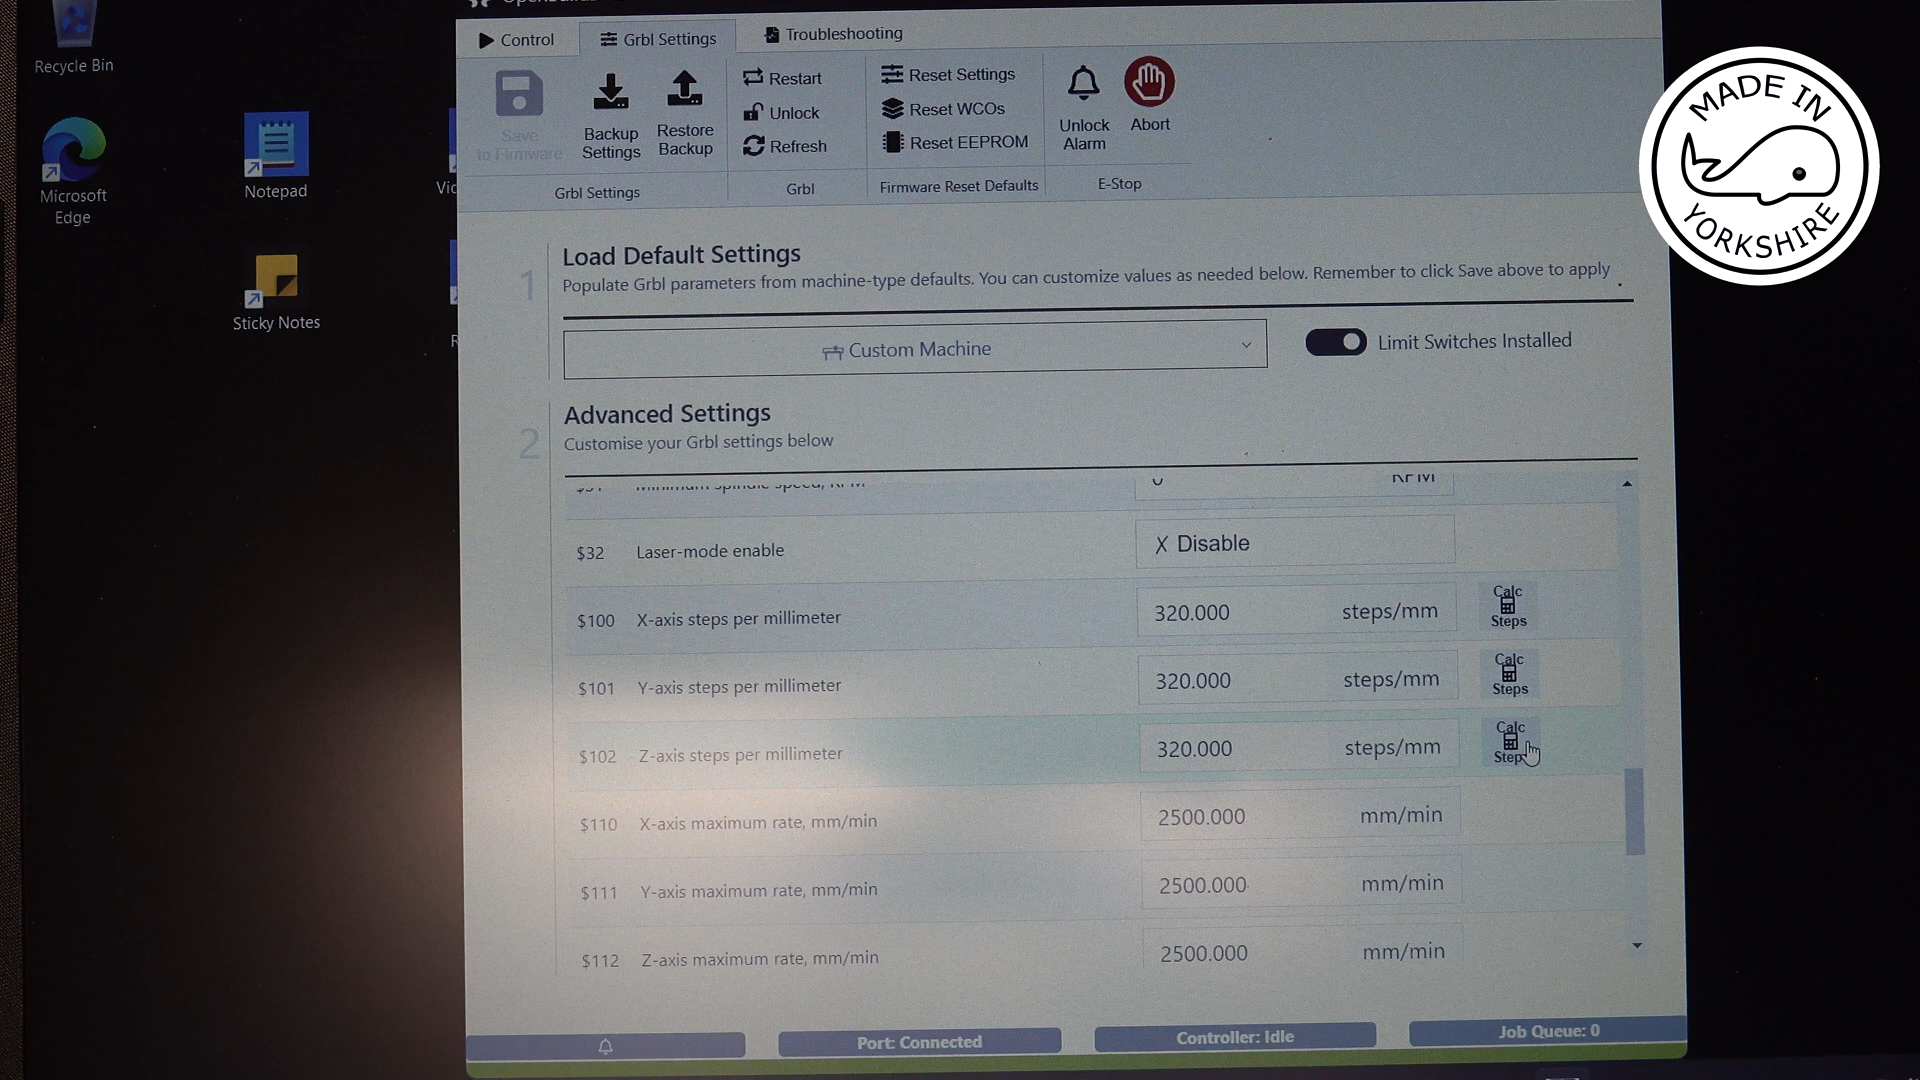 Recycle Bin
Microsoft
Edge
Notepad
Sticky Notes
Control
Grbl Settings
Troubleshooting
Save
to Firmware
Backup
Settings
Restore
Backup
Grbl Settings
Restart
Unlock
Refresh
Grbl
Reset Settings
Reset WCOs
Reset EEPROM
Firmware Reset Defaults
Unlock
Alarm
Abort
E-Stop
MADE IN
YORKSHIRE
1
Load Default Settings
Populate Grbl parameters from machine-type defaults. You can customize values as needed below. Remember to click Save above to apply
Custom Machine
Limit Switches Installed
2
Advanced Settings
Customise your Grbl settings below
$31 Minimum spindle speed, RPM 0 RPM
$32 Laser-mode enable X Disable
$100 X-axis steps per millimeter 320.000 steps/mm Calc Steps
$101 Y-axis steps per millimeter 320.000 steps/mm Calc Steps
$102 Z-axis steps per millimeter 320.000 steps/mm Calc Steps
$110 X-axis maximum rate, mm/min 2500.000 mm/min
$111 Y-axis maximum rate, mm/min 2500.000 mm/min
$112 Z-axis maximum rate, mm/min 2500.000 mm/min
Port: Connected
Controller: Idle
Job Queue: 0